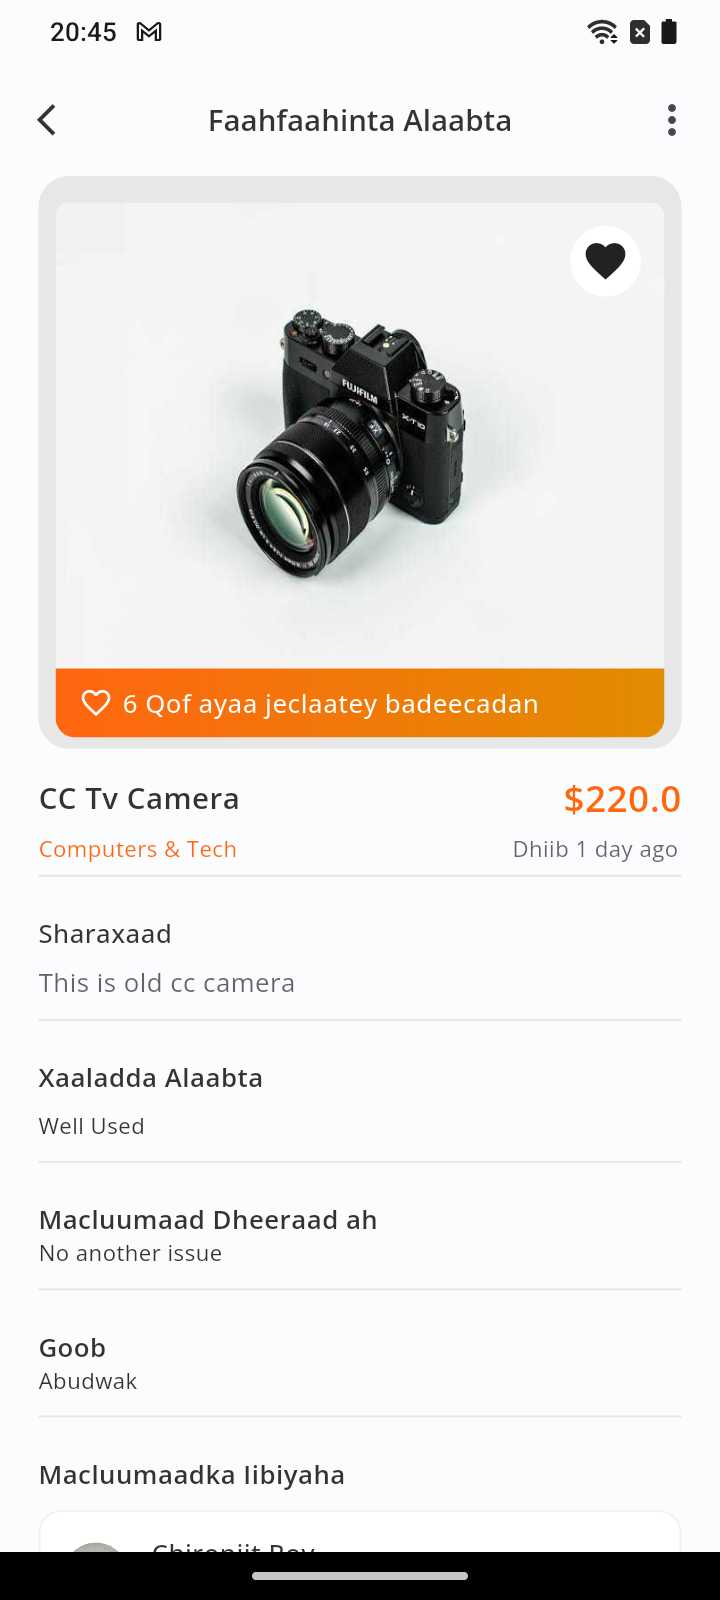 20:45
Faahfaahinta Alaabta
FUJIFILM
X-T10
6 Qof ayaa jeclaatey badeecadan
CC Tv Camera
$220.0
Computers & Tech
Dhiib 1 day ago
Sharaxaad
This is old cc camera
Xaaladda Alaabta
Well Used
Macluumaad Dheeraad ah
No another issue
Goob
Abudwak
Macluumaadka Iibiyaha